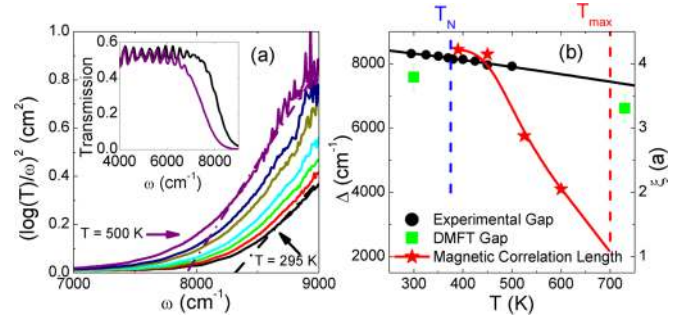 (a)
Transmission
0.6
0.4
0.2
0.0
4000 6000 8000
ω (cm⁻¹)
(log(T)/ω)² (cm²)
1.0
0.8
0.6
0.4
0.2
0.0
T = 500 K
T = 295 K
7000 8000 9000
ω (cm⁻¹)
T_N
T_max
(b)
Δ (cm⁻¹)
8000
6000
4000
2000
Experimental Gap
DMFT Gap
Magnetic Correlation Length
300 400 500 600 700
T (K)
4
3
2
1
ξ (a)